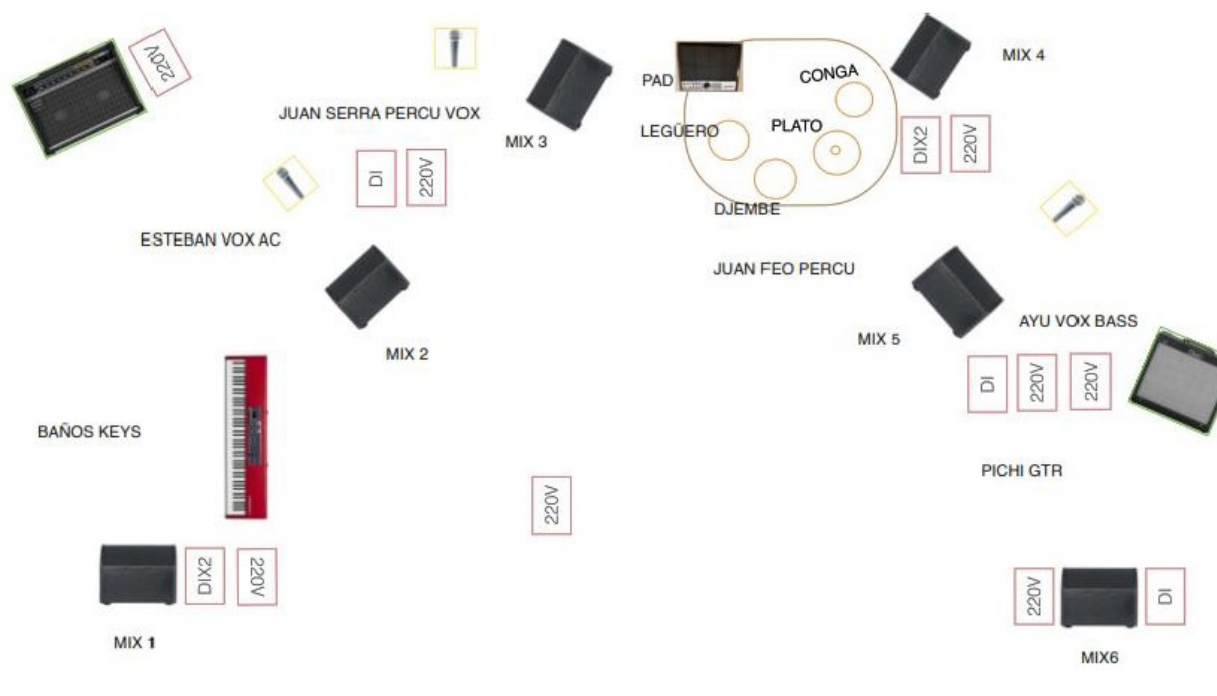 220V
MIX 4
CONGA
PAD
JUAN SERRA PERCU VOX
MIX 3
LEGÜERO
PLATO
DIX2
220V
DI
220V
DJEMBE
ESTEBAN VOX AC
JUAN FEO PERCU
AYU VOX BASS
MIX 5
MIX 2
DI
220V
220V
BAÑOS KEYS
PICHI GTR
220V
DIX2
220V
220V
DI
MIX 1
MIX6